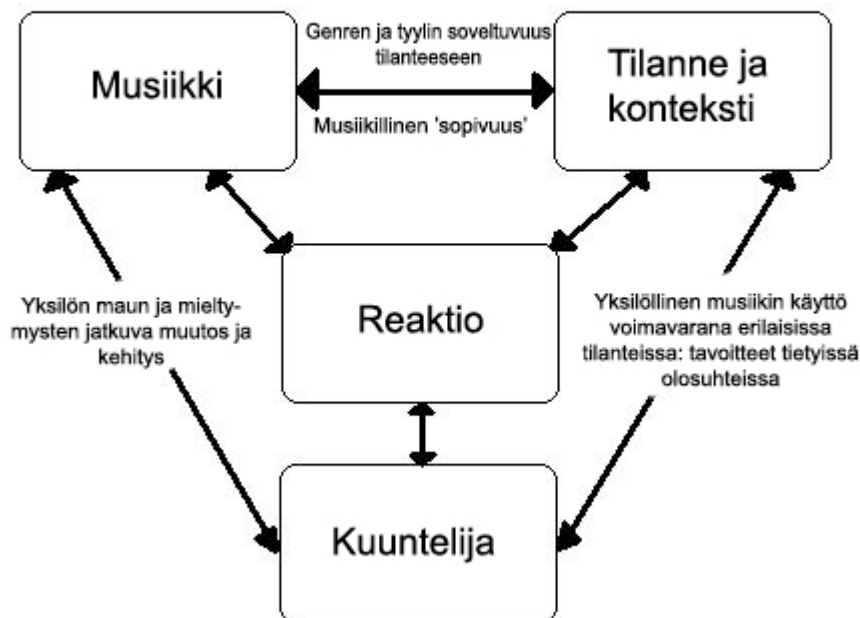 Musiikki
Genren ja tyylin soveltuvuus
tilanteeseen
Musiikillinen 'sopivuus'
Tilanne ja
konteksti
Reaktio
Yksilön maun ja mielty-
mysten jatkuva muutos ja
kehitys
Yksilöllinen musiikin käyttö
voimavarana erilaisissa
tilanteissa: tavoitteet tietyissä
olosuhteissa
Kuuntelija